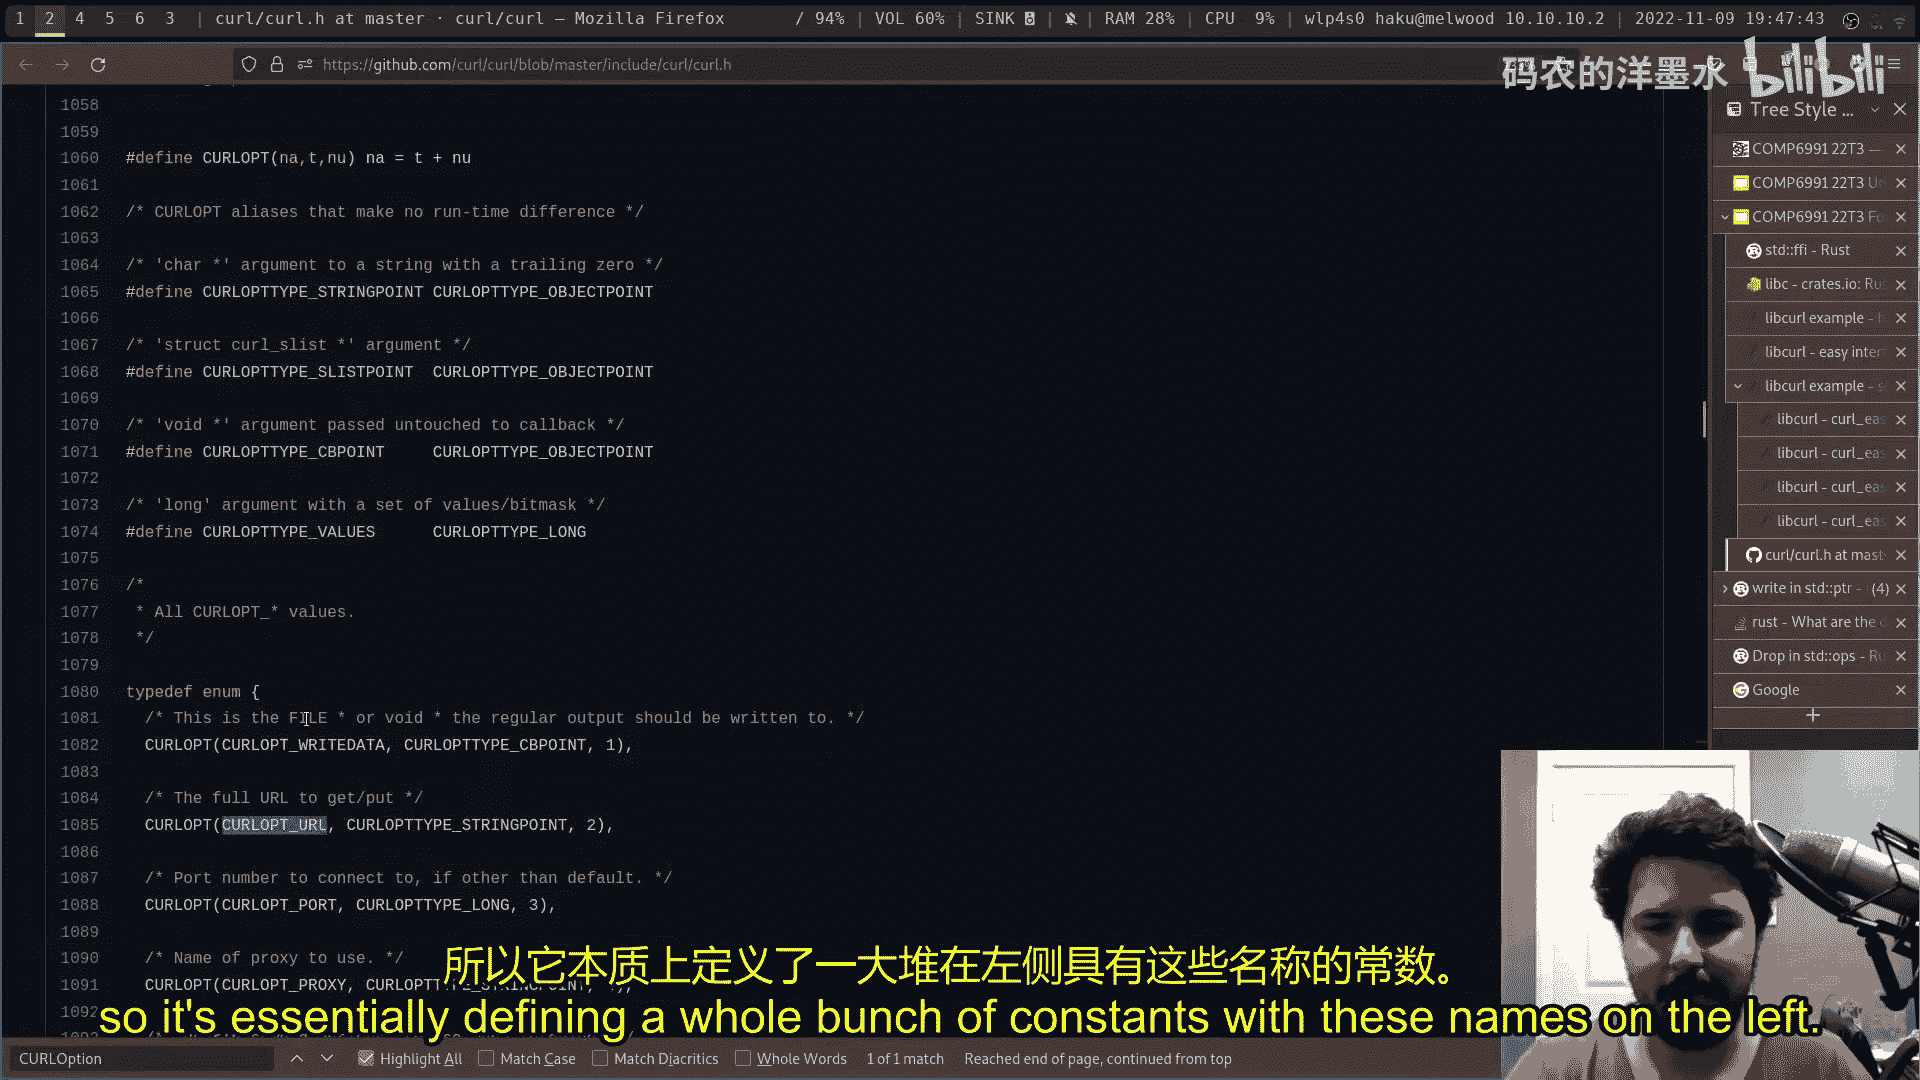 1 2 4 5 6 3 | curl/curl.h at master · curl/curl — Mozilla Firefox / 94% | VOL 60% | SINK | RAM 28% | CPU 9% | wlp4s0 haku@melwood 10.10.10.2 | 2022-11-09 19:47:43
https://github.com/curl/curl/blob/master/include/curl/curl.h
码农的洋墨水 bilibili
1058
1059
1060 #define CURLOPT(na,t,nu) na = t + nu
1061
1062 /* CURLOPT aliases that make no run-time difference */
1063
1064 /* 'char *' argument to a string with a trailing zero */
1065 #define CURLOPTTYPE_STRINGPOINT CURLOPTTYPE_OBJECTPOINT
1066
1067 /* 'struct curl_slist *' argument */
1068 #define CURLOPTTYPE_SLISTPOINT CURLOPTTYPE_OBJECTPOINT
1069
1070 /* 'void *' argument passed untouched to callback */
1071 #define CURLOPTTYPE_CBPOINT CURLOPTTYPE_OBJECTPOINT
1072
1073 /* 'long' argument with a set of values/bitmask */
1074 #define CURLOPTTYPE_VALUES CURLOPTTYPE_LONG
1075
1076 /*
1077 * All CURLOPT_* values.
1078 */
1079
1080 typedef enum {
1081 /* This is the FILE * or void * the regular output should be written to. */
1082 CURLOPT(CURLOPT_WRITEDATA, CURLOPTTYPE_CBPOINT, 1),
1083
1084 /* The full URL to get/put */
1085 CURLOPT(CURLOPT_URL, CURLOPTTYPE_STRINGPOINT, 2),
1086
1087 /* Port number to connect to, if other than default. */
1088 CURLOPT(CURLOPT_PORT, CURLOPTTYPE_LONG, 3),
1089
1090 /* Name of proxy to use. */
1091 CURLOPT(CURLOPT_PROXY,
1092
Tree Style ...
COMP6991 22T3 —
COMP6991 22T3 Un
COMP6991 22T3 Fo
std::ffi - Rust
libc - crates.io: Rus
libcurl example - h
libcurl - easy inter
libcurl example - s
libcurl - curl_eas
libcurl - curl_eas
libcurl - curl_eas
libcurl - curl_eas
curl/curl.h at mast
write in std::ptr - (4)
rust - What are the d
Drop in std::ops - Ru
Google
所以它本质上定义了一大堆在左侧具有这些名称的常数。
so it's essentially defining a whole bunch of constants with these names on the left.
CURLOption Highlight All Match Case Match Diacritics Whole Words 1 of 1 match Reached end of page, continued from top